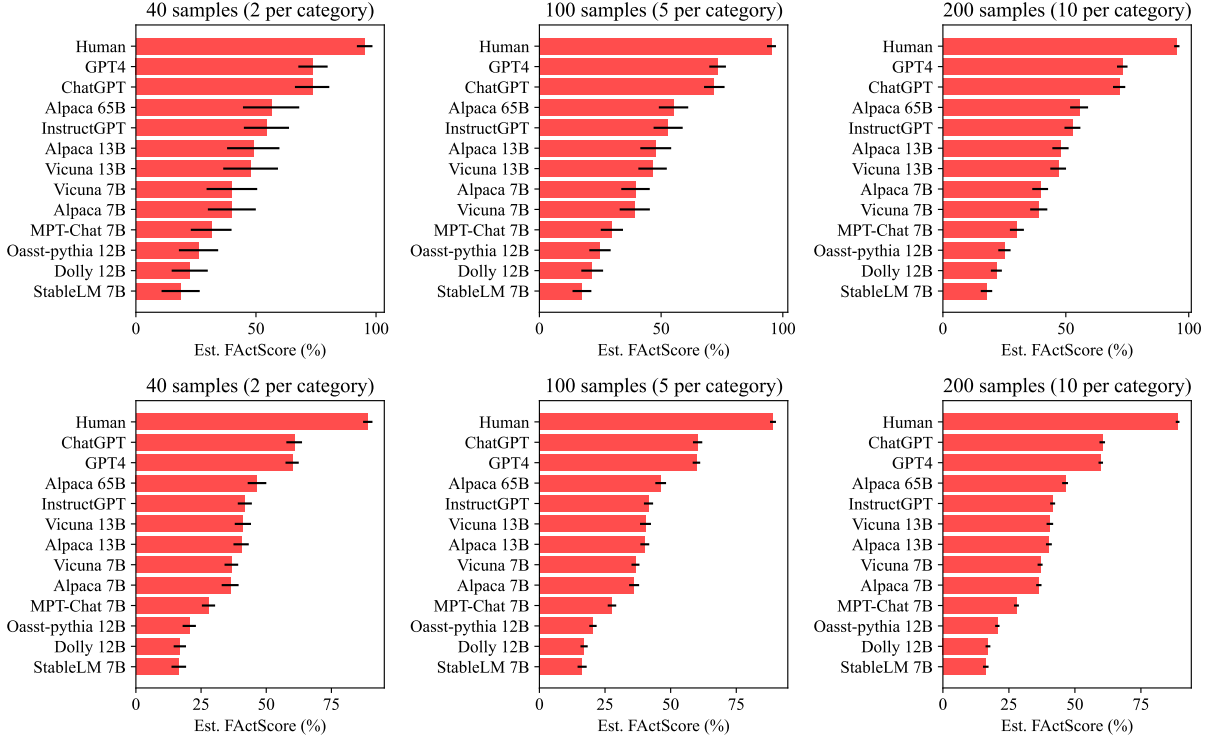 40 samples (2 per category)
Human
GPT4
ChatGPT
Alpaca 65B
InstructGPT
Alpaca 13B
Vicuna 13B
Vicuna 7B
Alpaca 7B
MPT-Chat 7B
Oasst-pythia 12B
Dolly 12B
StableLM 7B
0 50 100
Est. FActScore (%)
100 samples (5 per category)
Human
GPT4
ChatGPT
Alpaca 65B
InstructGPT
Alpaca 13B
Vicuna 13B
Alpaca 7B
Vicuna 7B
MPT-Chat 7B
Oasst-pythia 12B
Dolly 12B
StableLM 7B
0 50 100
Est. FActScore (%)
200 samples (10 per category)
Human
GPT4
ChatGPT
Alpaca 65B
InstructGPT
Alpaca 13B
Vicuna 13B
Alpaca 7B
Vicuna 7B
MPT-Chat 7B
Oasst-pythia 12B
Dolly 12B
StableLM 7B
0 50 100
Est. FActScore (%)
40 samples (2 per category)
Human
ChatGPT
GPT4
Alpaca 65B
InstructGPT
Vicuna 13B
Alpaca 13B
Vicuna 7B
Alpaca 7B
MPT-Chat 7B
Oasst-pythia 12B
Dolly 12B
StableLM 7B
0 25 50 75
Est. FActScore (%)
100 samples (5 per category)
Human
ChatGPT
GPT4
Alpaca 65B
InstructGPT
Vicuna 13B
Alpaca 13B
Vicuna 7B
Alpaca 7B
MPT-Chat 7B
Oasst-pythia 12B
Dolly 12B
StableLM 7B
0 25 50 75
Est. FActScore (%)
200 samples (10 per category)
Human
ChatGPT
GPT4
Alpaca 65B
InstructGPT
Vicuna 13B
Alpaca 13B
Vicuna 7B
Alpaca 7B
MPT-Chat 7B
Oasst-pythia 12B
Dolly 12B
StableLM 7B
0 25 50 75
Est. FActScore (%)